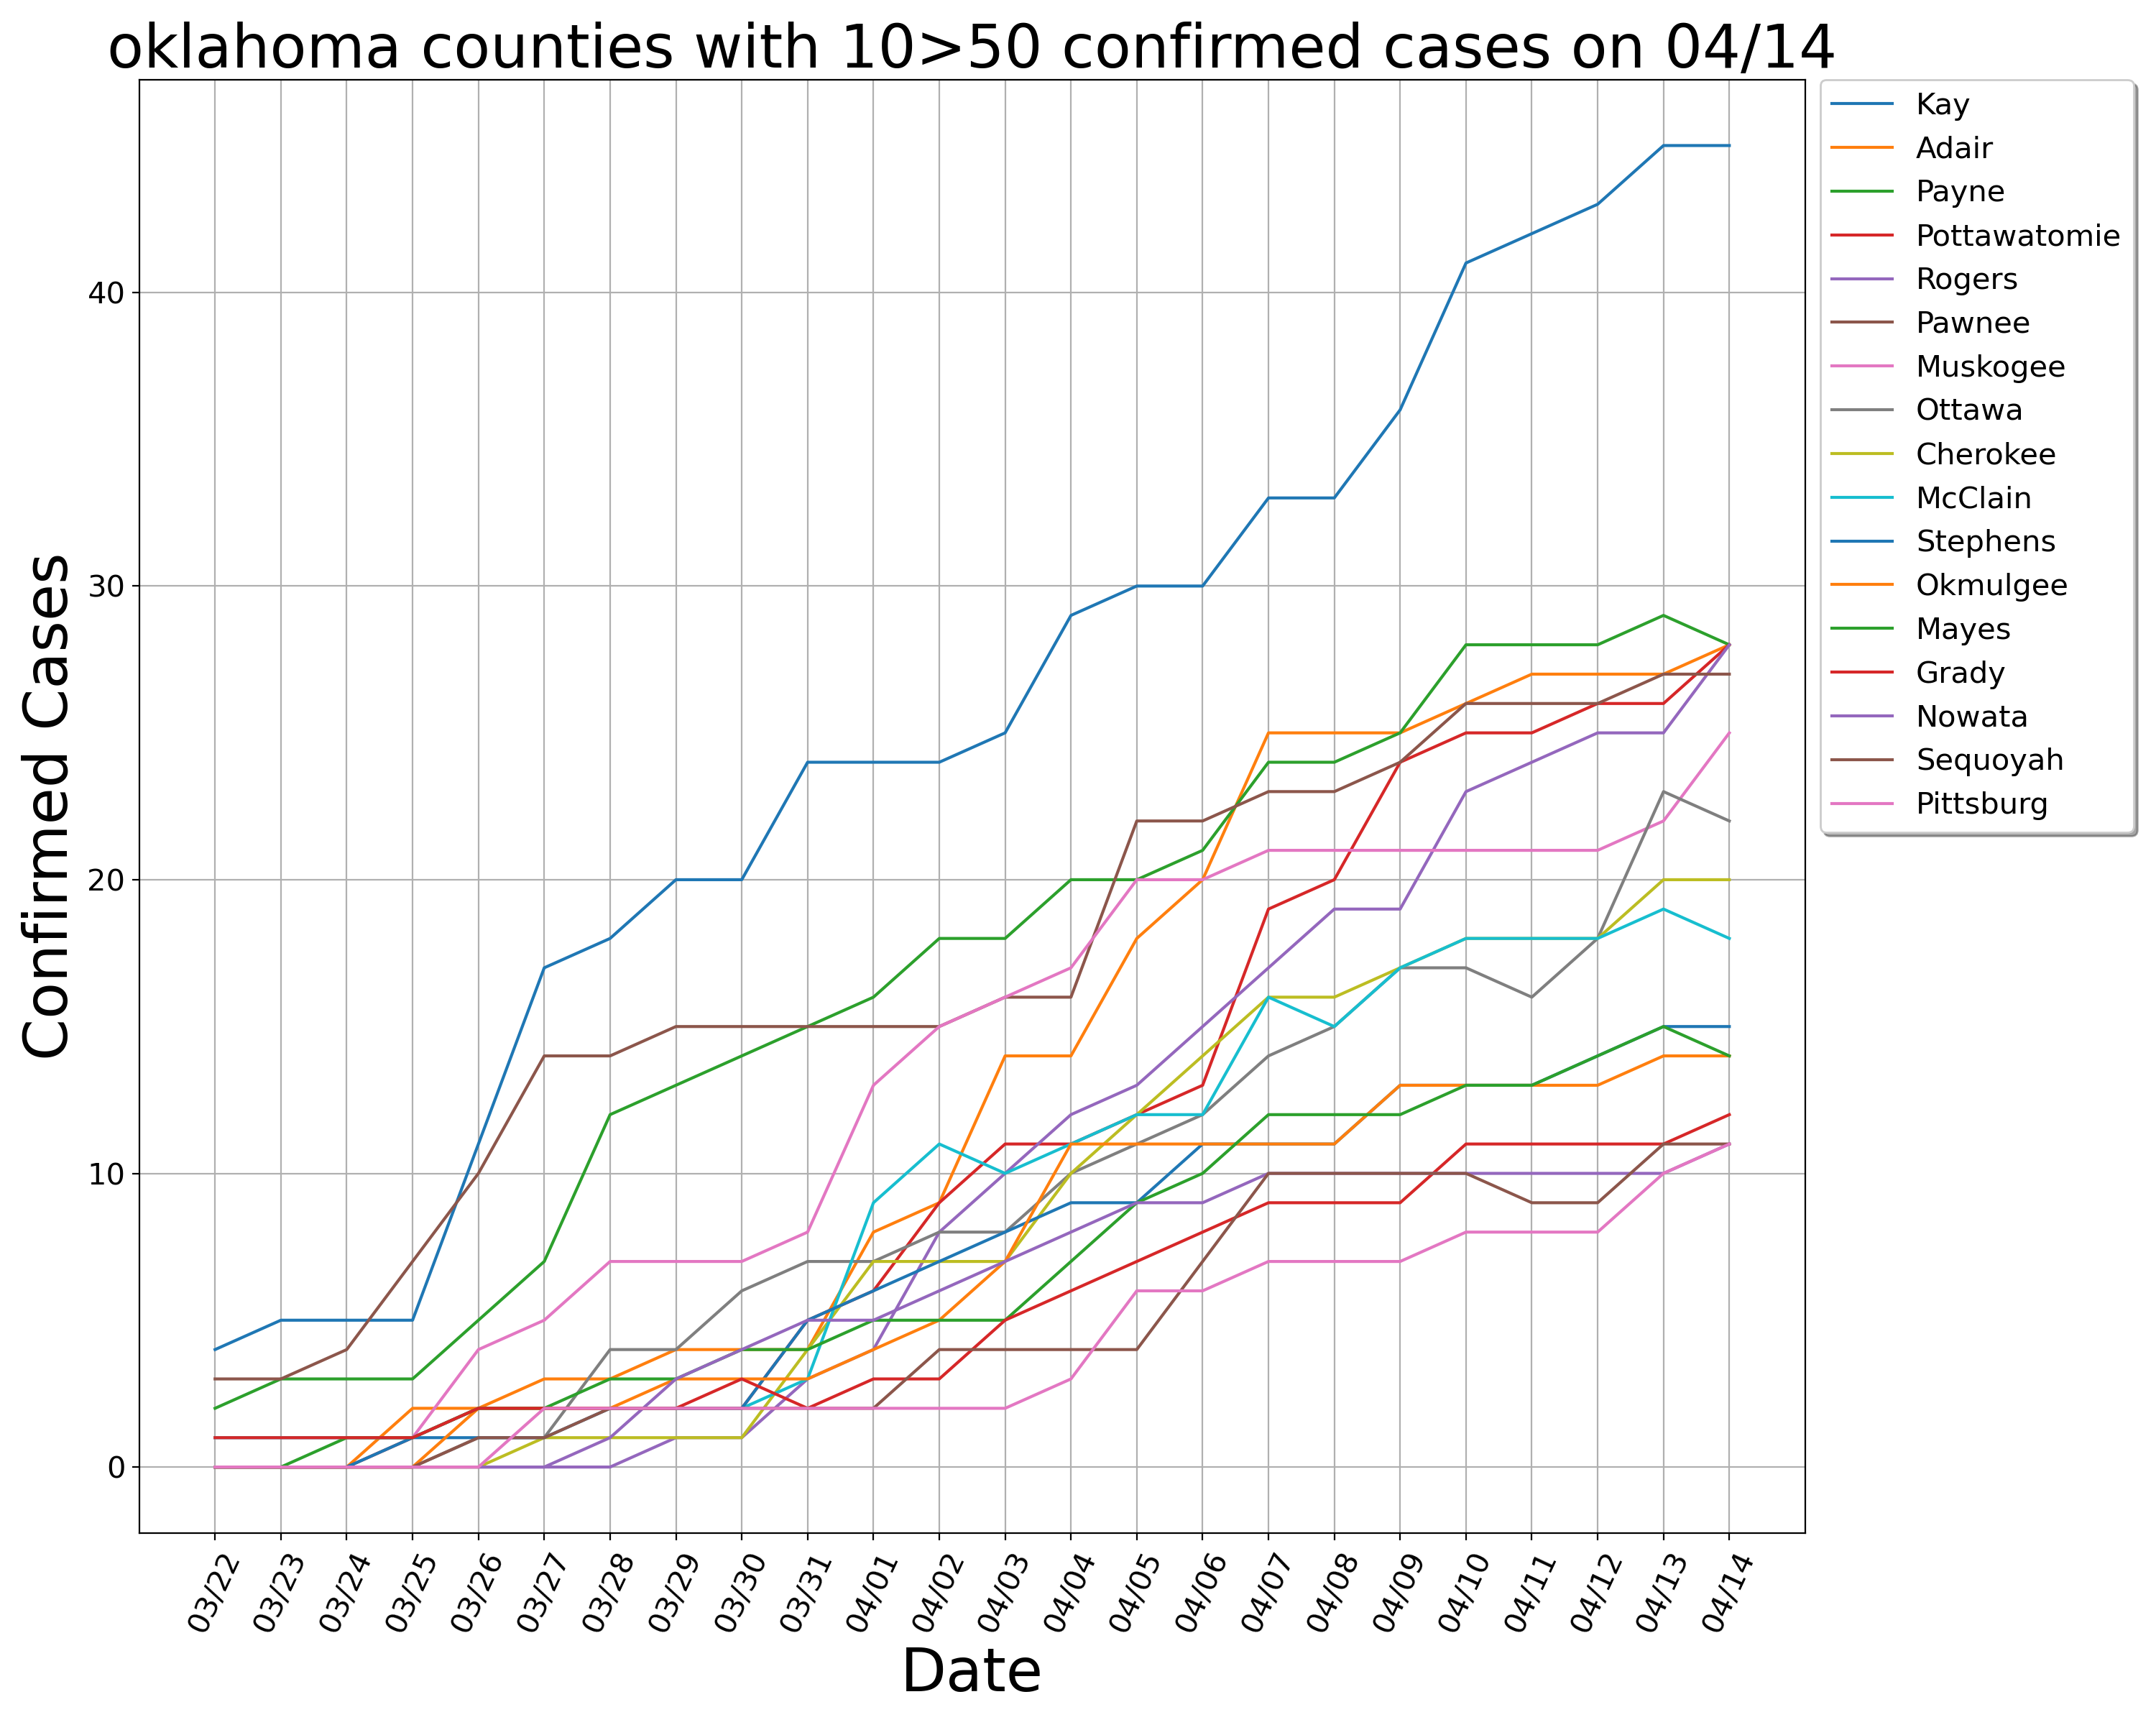 oklahoma counties with 10>50 confirmed cases on 04/14
Kay
Adair
Payne
Pottawatomie
Rogers
Pawnee
Muskogee
Ottawa
Cherokee
McClain
Stephens
Okmulgee
Mayes
Grady
Nowata
Sequoyah
Pittsburg
Confirmed Cases
40
30
20
10
0
03/22
03/23
03/24
03/25
03/26
03/27
03/28
03/29
03/30
03/31
04/01
04/02
04/03
04/04
04/05
04/06
04/07
04/08
04/09
04/10
04/11
04/12
04/13
04/14
Date